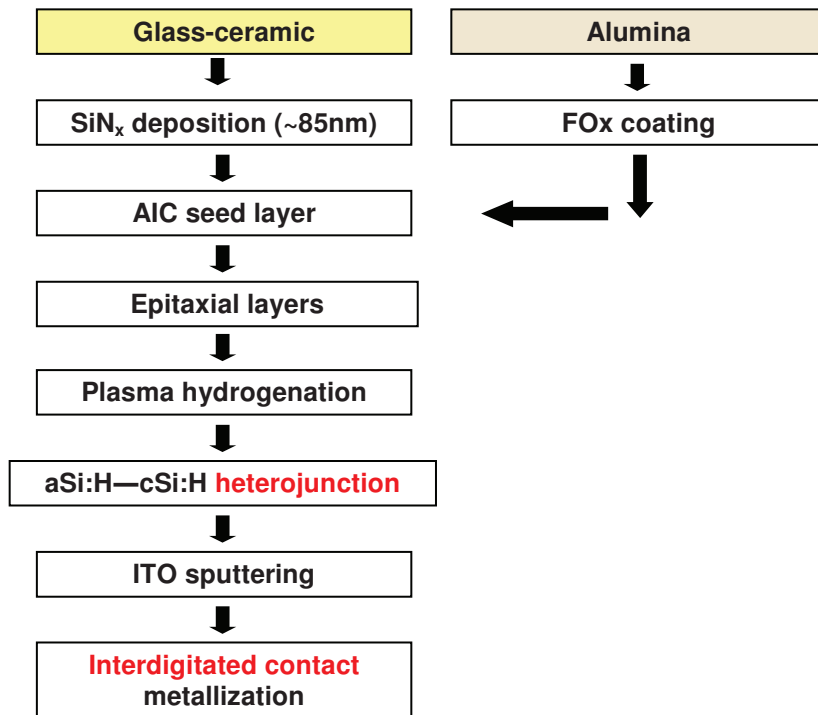 Glass-ceramic
Alumina
SiNx deposition (~85nm)
FOx coating
AIC seed layer
Epitaxial layers
Plasma hydrogenation
aSi:H—cSi:H heterojunction
ITO sputtering
Interdigitated contact
metallization